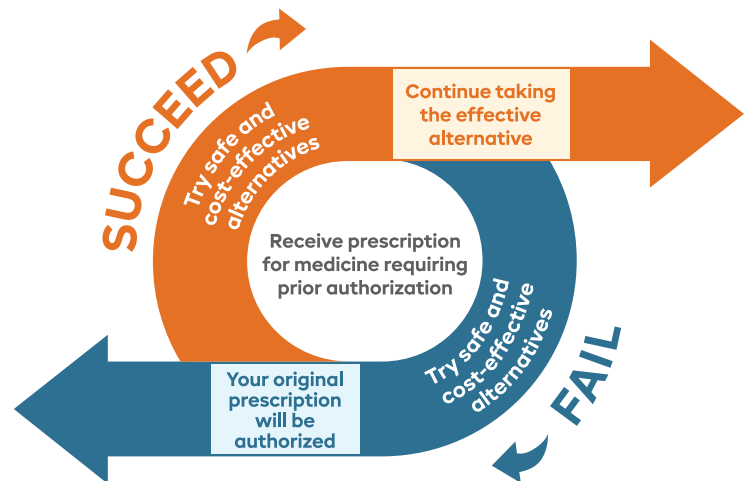 SUCCEED
Try safe and
cost-effective
alternatives
Continue taking
the effective
alternative
Receive prescription
for medicine requiring
prior authorization
Try safe and
cost-effective
alternatives
FAIL
Your original
prescription
will be
authorized